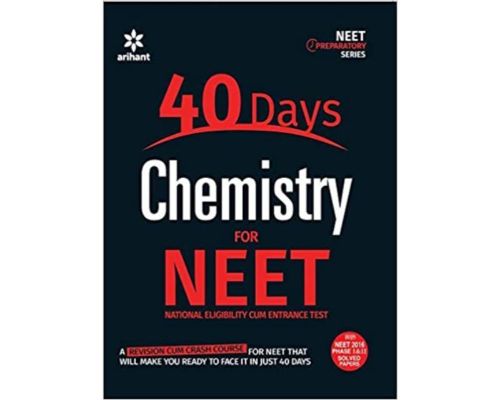 arihant
NEET
PREPARATORY
SERIES
40 Days
Chemistry
FOR
NEET
NATIONAL ELIGIBILITY CUM ENTRANCE TEST
A REVISION CUM CRASH COURSE FOR NEET THAT
WILL MAKE YOU READY TO FACE IT IN JUST 40 DAYS
With
NEET 2016
PHASE I & II
SOLVED
PAPERS